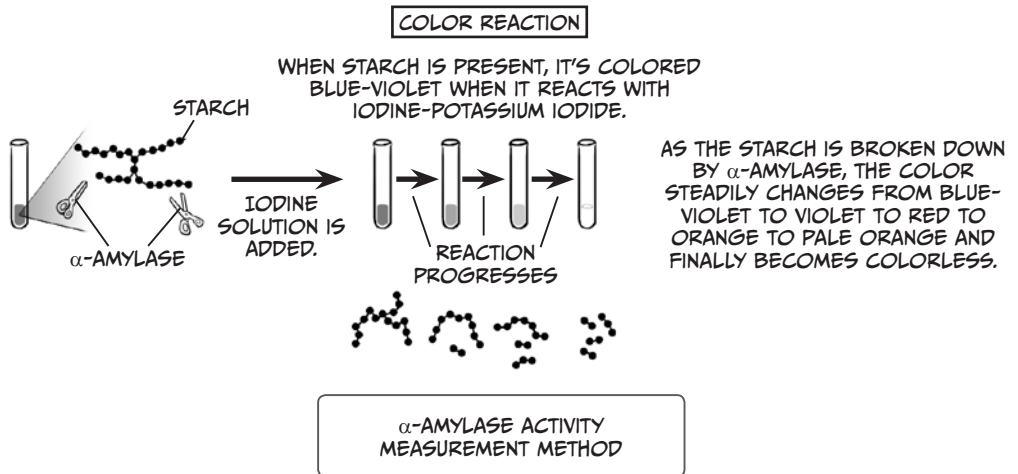 COLOR REACTION
WHEN STARCH IS PRESENT, IT'S COLORED
BLUE-VIOLET WHEN IT REACTS WITH
IODINE-POTASSIUM IODIDE.
STARCH
α-AMYLASE
IODINE
SOLUTION IS
ADDED.
REACTION
PROGRESSES
AS THE STARCH IS BROKEN DOWN
BY α-AMYLASE, THE COLOR
STEADILY CHANGES FROM BLUE-
VIOLET TO VIOLET TO RED TO
ORANGE TO PALE ORANGE AND
FINALLY BECOMES COLORLESS.
α-AMYLASE ACTIVITY
MEASUREMENT METHOD